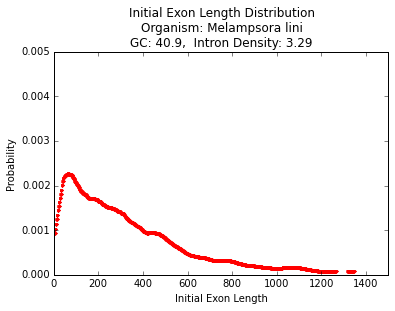 Initial Exon Length Distribution
Organism: Melampsora lini
GC: 40.9,  Intron Density: 3.29
0.005
0.004
0.003
0.002
0.001
0.000
Probability
0
200
400
600
800
1000
1200
1400
Initial Exon Length